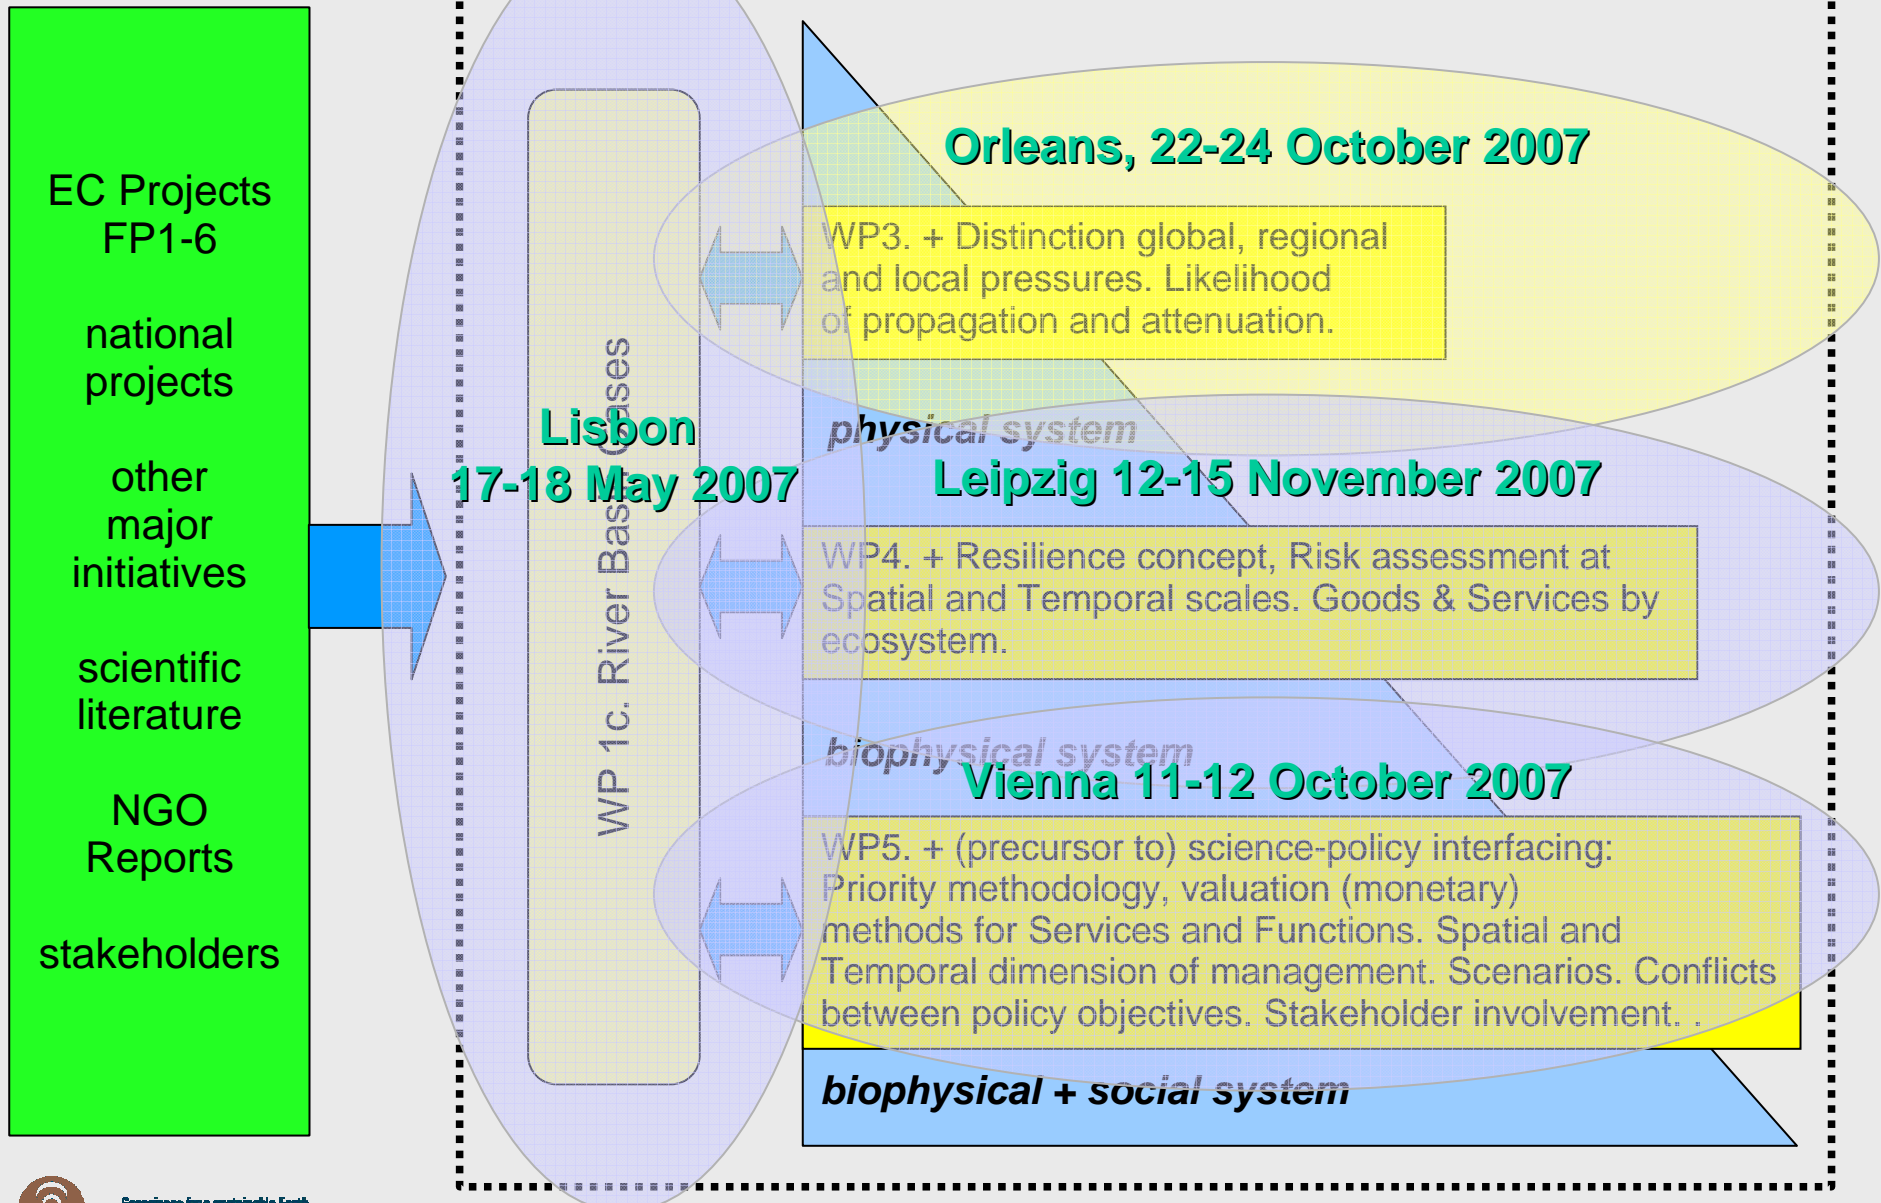 EC Projects
FP1-6
national
projects
other
major
initiatives
scientific
literature
NGO
Reports
stakeholders
WP 1c. River Basin Cases
Lisbon
17-18 May 2007
Orleans, 22-24 October 2007
WP3. + Distinction global, regional
and local pressures. Likelihood
of propagation and attenuation.
physical system
Leipzig 12-15 November 2007
WP4. + Resilience concept, Risk assessment at
Spatial and Temporal scales. Goods & Services by
ecosystem.
biophysical system
Vienna 11-12 October 2007
WP5. + (precursor to) science-policy interfacing:
Priority methodology, valuation (monetary)
methods for Services and Functions. Spatial and
Temporal dimension of management. Scenarios. Conflicts
between policy objectives. Stakeholder involvement. .
biophysical + social system